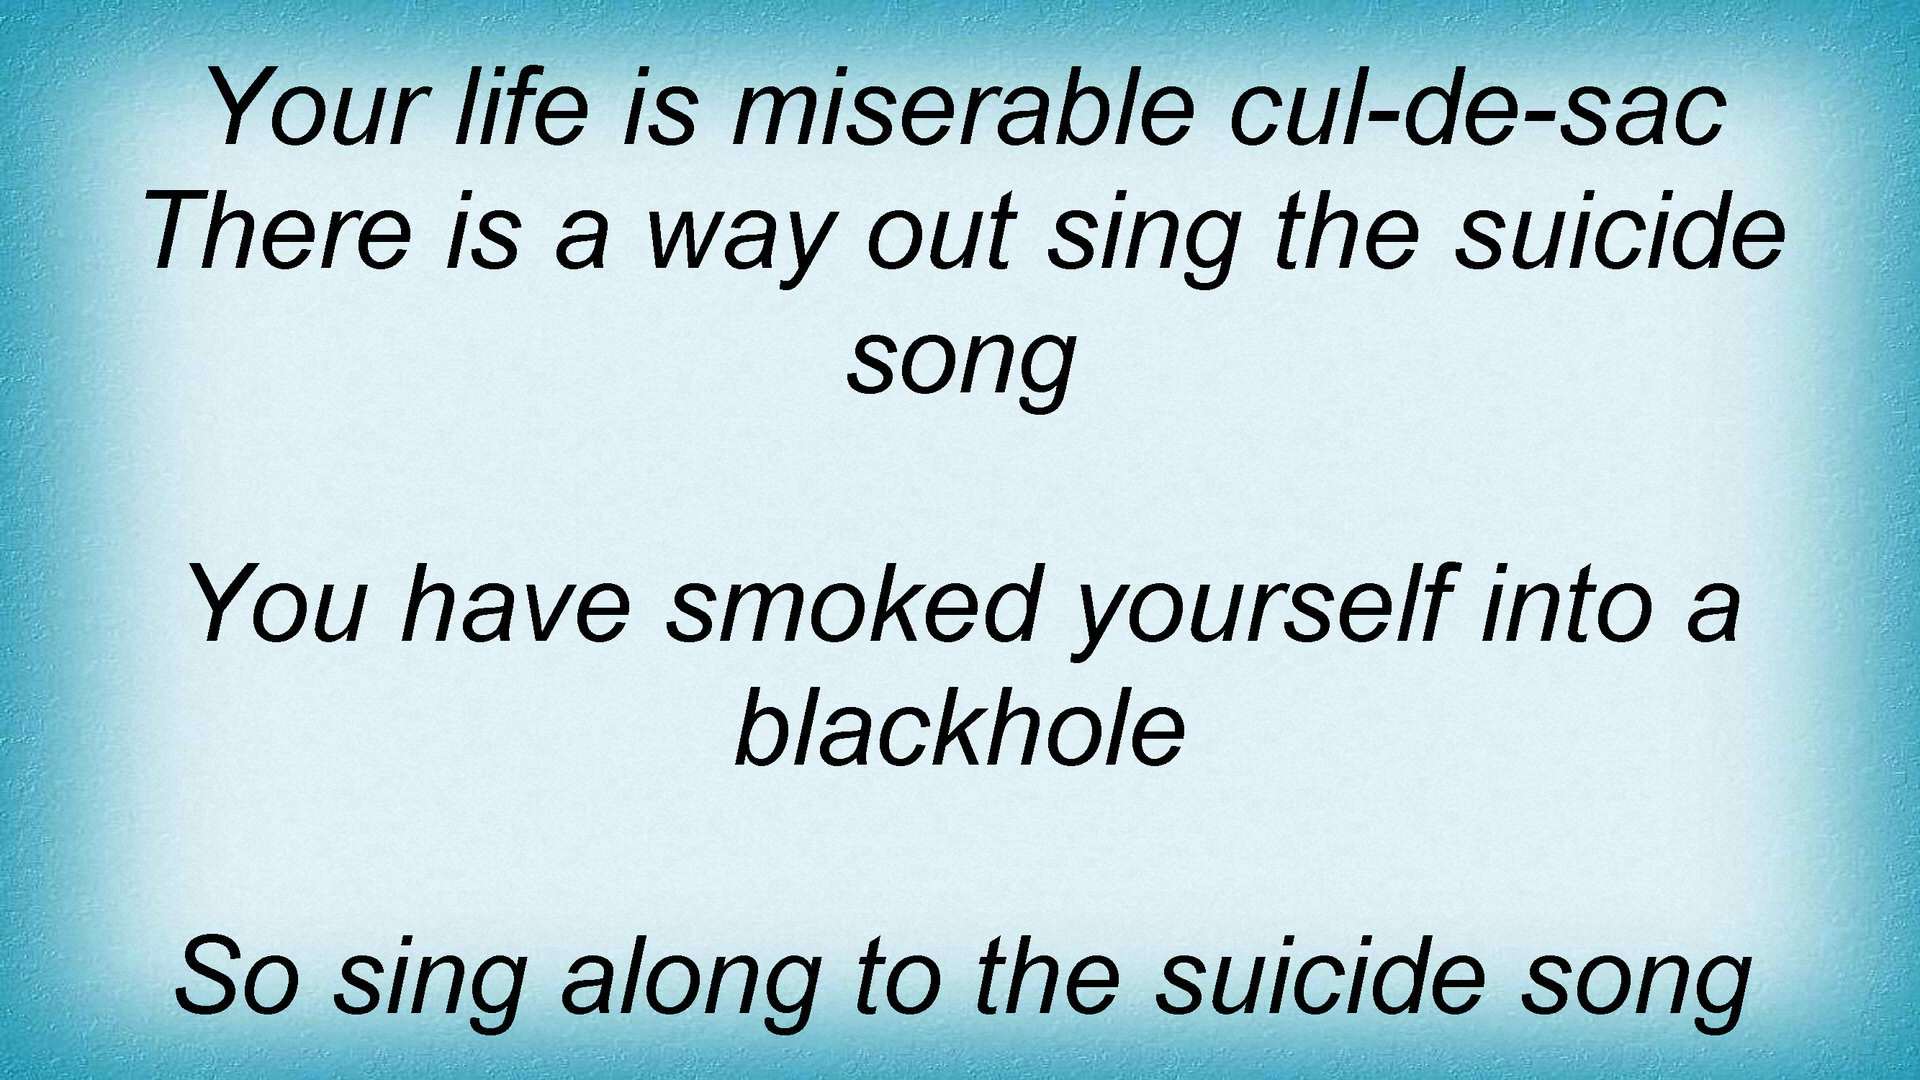 Your life is miserable cul-de-sac
There is a way out sing the suicide
song
You have smoked yourself into a
blackhole
So sing along to the suicide song